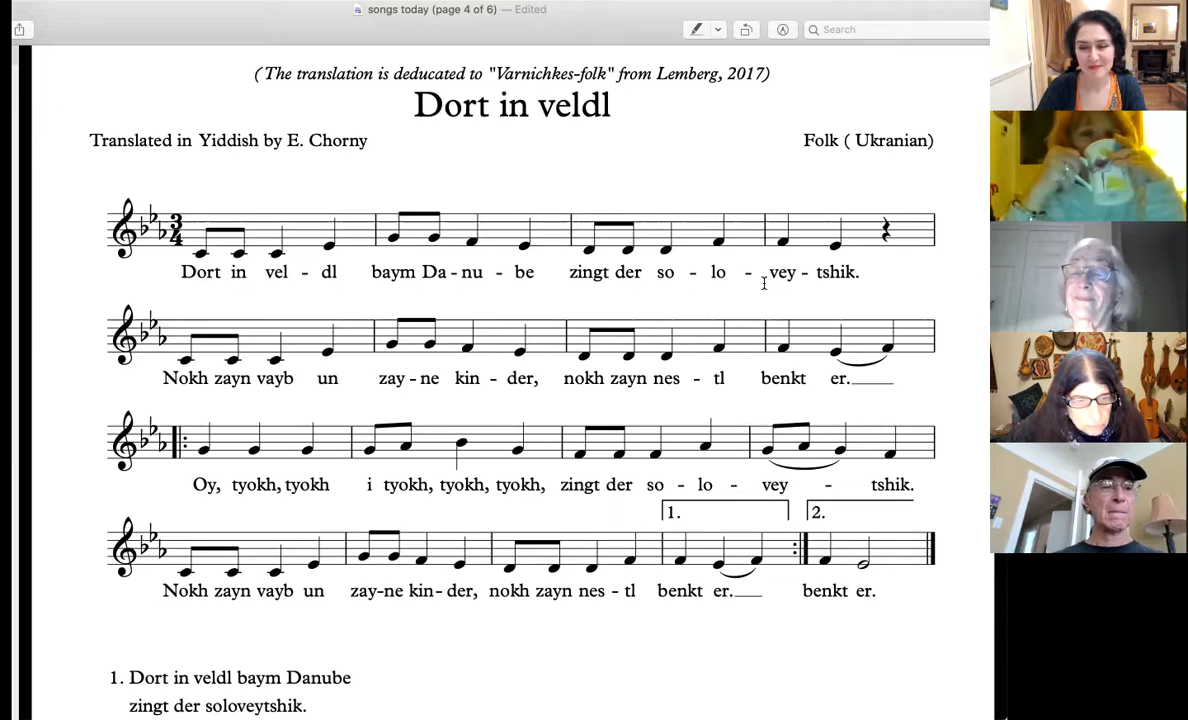 songs today (page 4 of 6) — Edited
Search
( The translation is deducated to "Varnichkes-folk" from Lemberg, 2017)
Dort in veldl
Translated in Yiddish by E. Chorny
Folk ( Ukranian)
3
4
Dort in vel - dl baym Da - nu - be zingt der so - lo - vey - tshik.
Nokh zayn vayb un zay - ne kin - der, nokh zayn nes - tl benkt er.
Oy, tyokh, tyokh i tyokh, tyokh, tyokh, zingt der so - lo - vey - tshik.
1. 2.
Nokh zayn vayb un zay-ne kin- der, nokh zayn nes - tl benkt er. benkt er.
1. Dort in veldl baym Danube
zingt der soloveytshik.